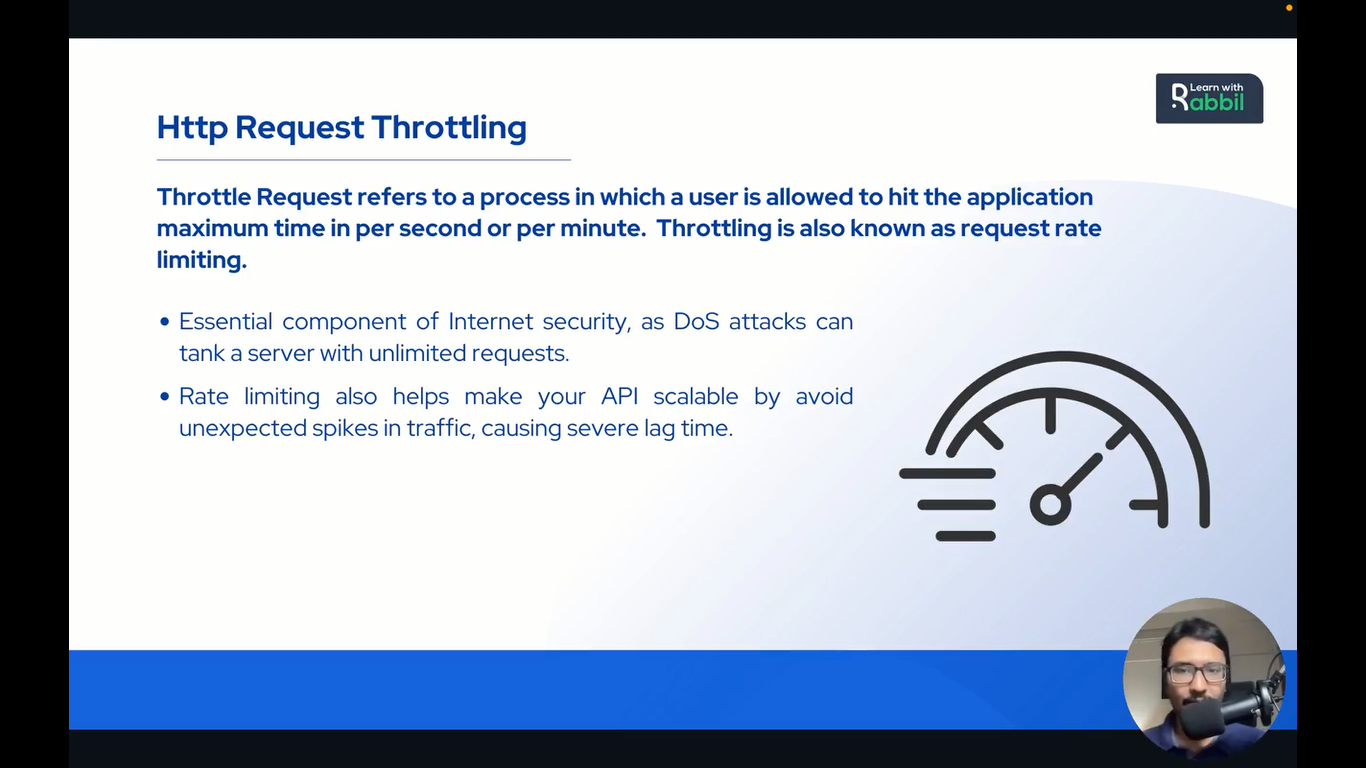 Learn with
Rabbil
Http Request Throttling
Throttle Request refers to a process in which a user is allowed to hit the application
maximum time in per second or per minute. Throttling is also known as request rate
limiting.
• Essential component of Internet security, as DoS attacks can
tank a server with unlimited requests.
• Rate limiting also helps make your API scalable by avoid
unexpected spikes in traffic, causing severe lag time.